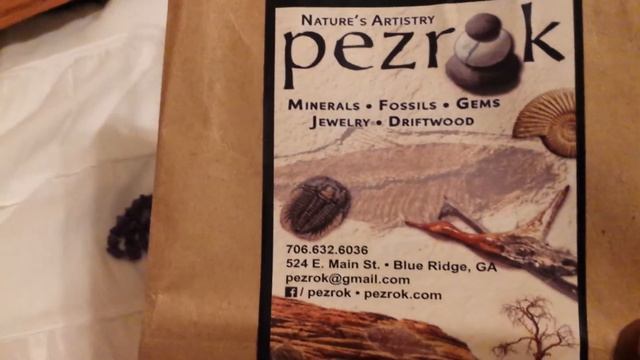 Nature's Artistry
pezrok
Minerals • Fossils • Gems
Jewelry • Driftwood
706.632.6036
524 E. Main St. • Blue Ridge, GA
pezrok@gmail.com
f / pezrok • pezrok.com